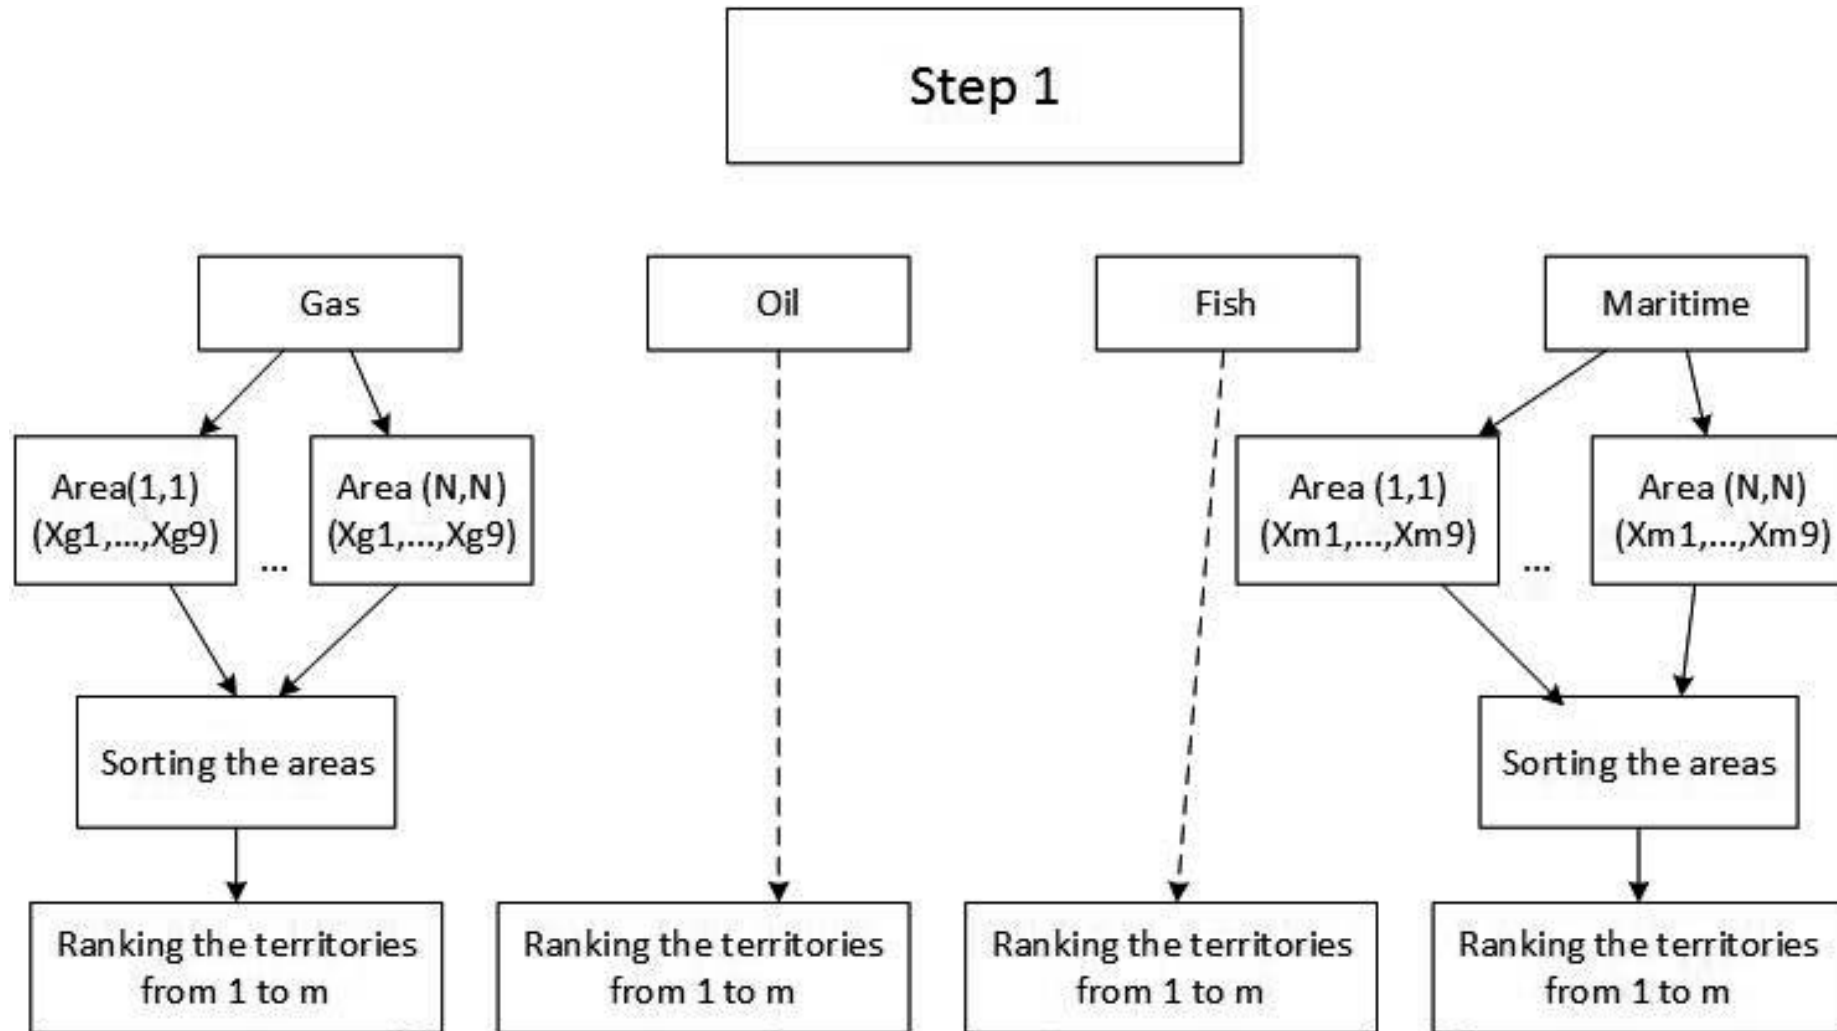 Step 1
Gas
Oil
Fish
Maritime
Area(1,1)
(Xg1,...,Xg9)
...
Area (N,N)
(Xg1,...,Xg9)
Area (1,1)
(Xm1,...,Xm9)
...
Area (N,N)
(Xm1,...,Xm9)
Sorting the areas
Sorting the areas
Ranking the territories
from 1 to m
Ranking the territories
from 1 to m
Ranking the territories
from 1 to m
Ranking the territories
from 1 to m